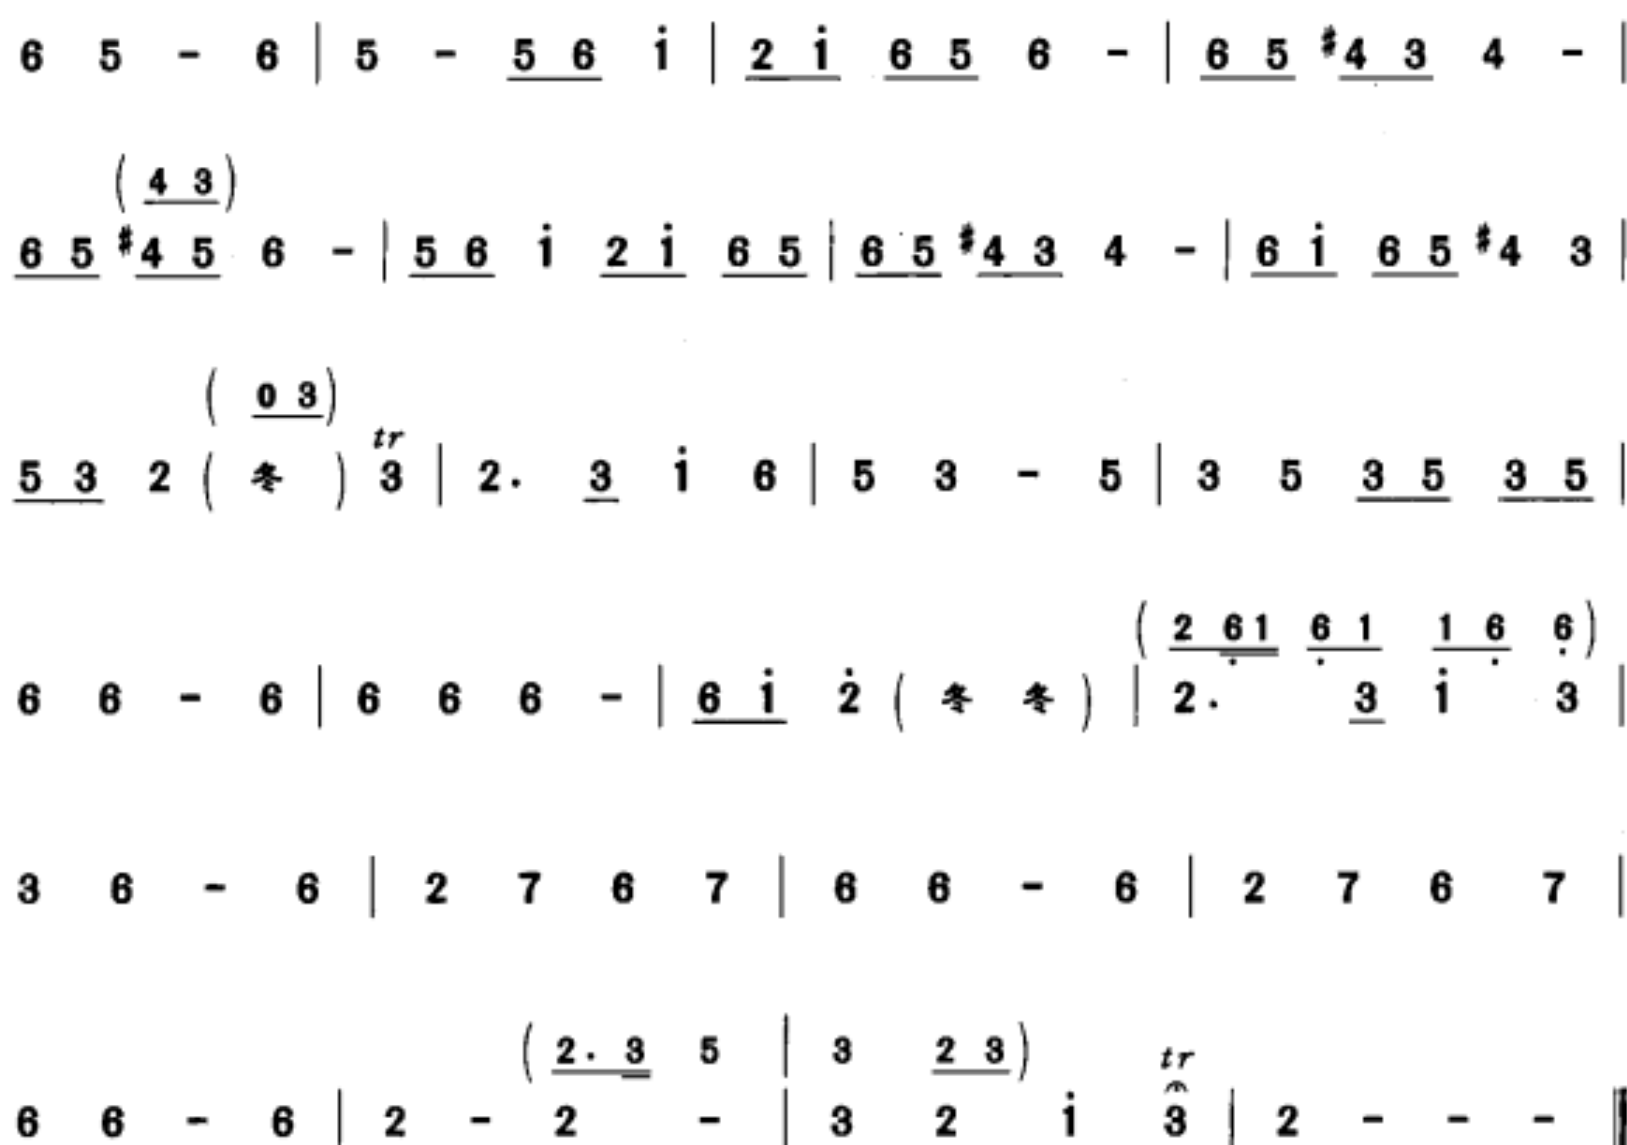 6 5 - 6 | 5 - 5 6 i | 2 i 6 5 6 - | 6 5 #4 3 4 - |
( 4 3 )
6 5 #4 5 6 - | 5 6 i 2 i 6 5 | 6 5 #4 3 4 - | 6 i 6 5 #4 3 |
( 0 3 )
tr
5 3 2 ( 冬 ) 3 | 2. 3 i 6 | 5 3 - 5 | 3 5 3 5 3 5 |
( 2 6 1 6 1 1 6 6 )
6 6 - 6 | 6 6 6 - | 6 i 2̇ ( 冬 冬 ) | 2. 3 i 3 |
3 6 - 6 | 2 7 6 7 | 6 6 - 6 | 2 7 6 7 |
( 2. 3 5 | 3 2 3 ) tr
6 6 - 6 | 2 - 2 - | 3 2 i 3 | 2 - - - ‖